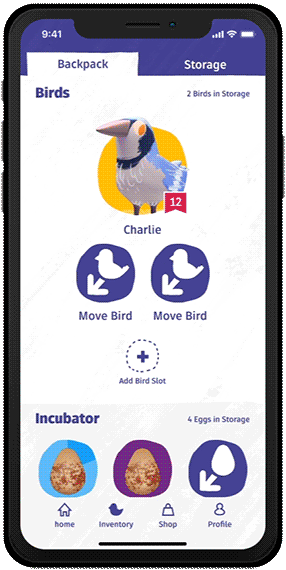 9:41
Backpack Storage
Birds 2 Birds in Storage
12
Charlie
Move Bird Move Bird
Add Bird Slot
Incubator 4 Eggs in Storage
home Inventory Shop Profile